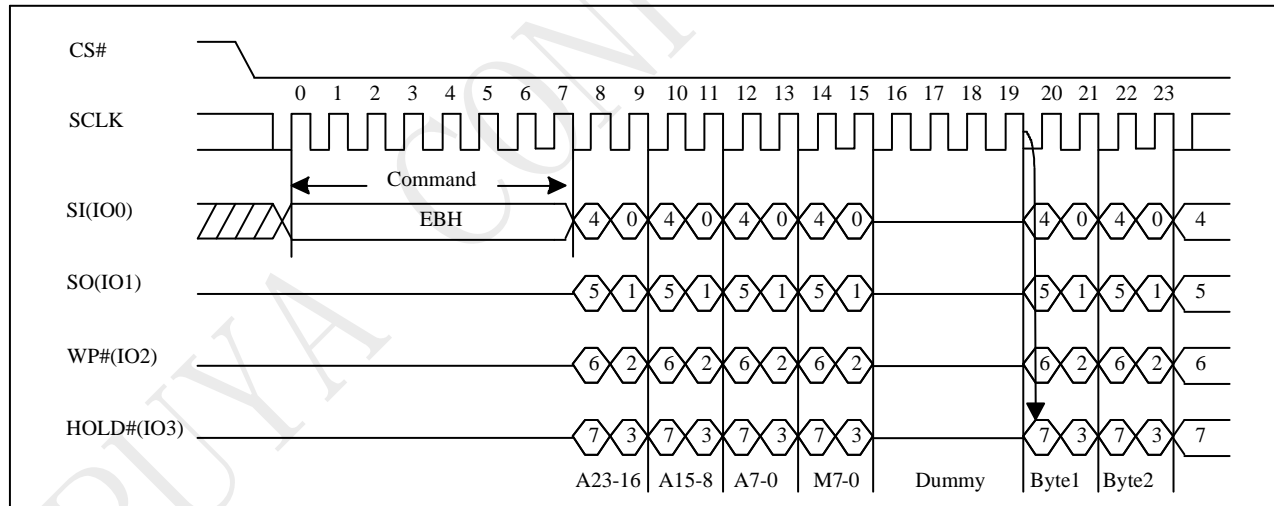 CS#
0 1 2 3 4 5 6 7 8 9 10 11 12 13 14 15 16 17 18 19 20 21 22 23
SCLK
Command
SI(IO0) EBH 4 0 4 0 4 0 4 0 4 0 4 0 4
SO(IO1) 5 1 5 1 5 1 5 1 5 1 5 1 5
WP#(IO2) 6 2 6 2 6 2 6 2 6 2 6 2 6
HOLD#(IO3) 7 3 7 3 7 3 7 3 7 3 7 3 7
A23-16 A15-8 A7-0 M7-0 Dummy Byte1 Byte2
PUYA